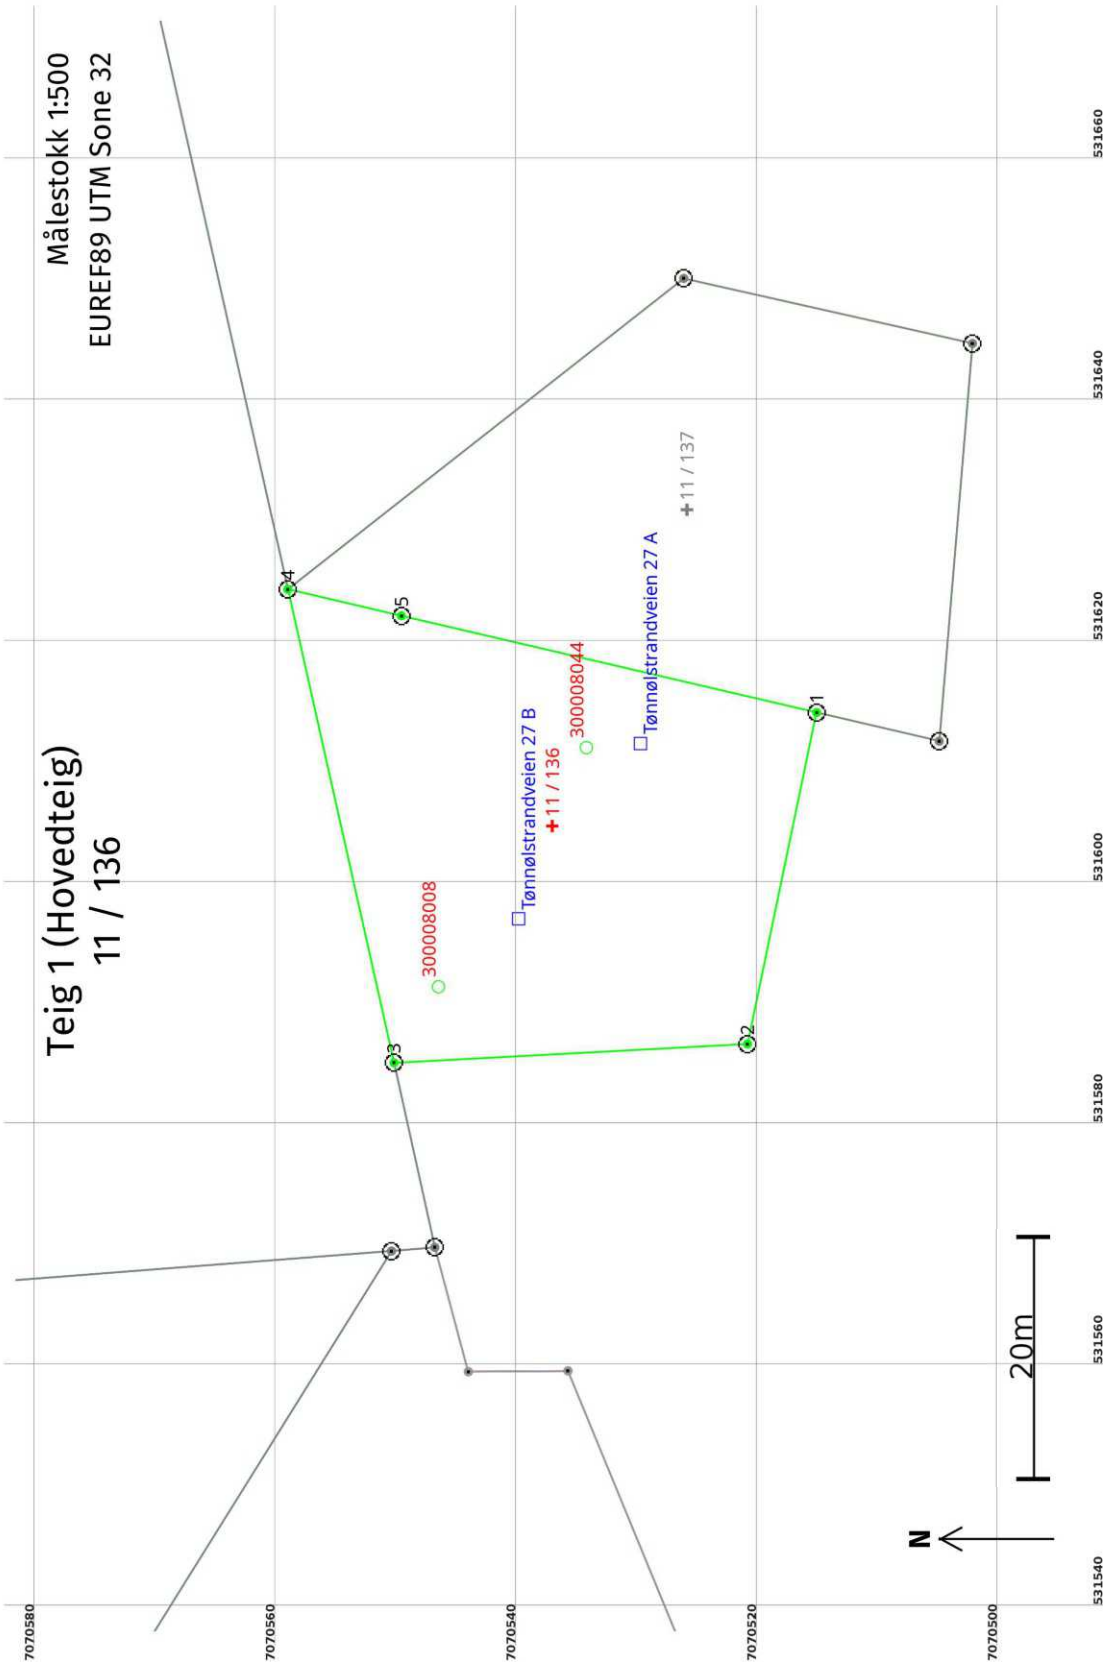 Teig 1 (Hovedteig)
11 / 136
Målestokk 1:500
EUREF89 UTM Sone 32
7070580
7070560
7070540
7070520
7070500
4
5
3
2
1
300008008
Tønnølstrandveien 27 B
+11 / 136
300008044
Tønnølstrandveien 27 A
+11 / 137
N
20m
531540
531560
531580
531600
531620
531640
531660